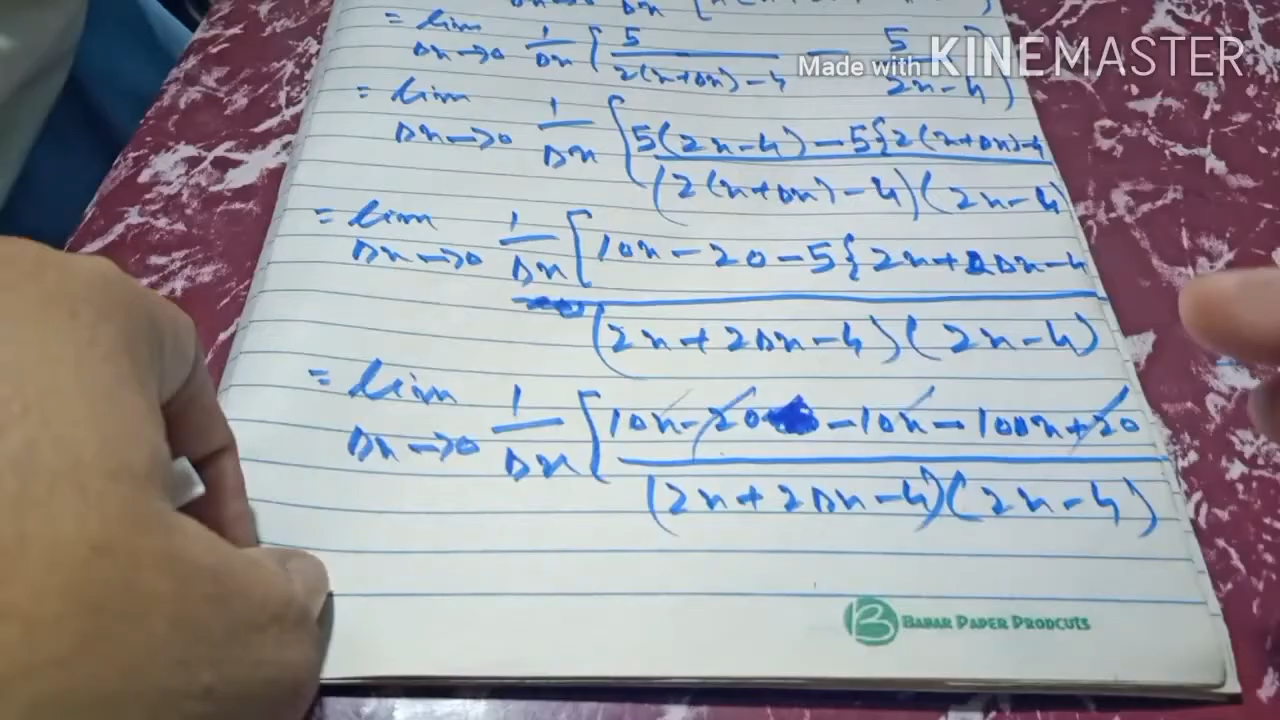 = lim Δx→0 1/Δx [ 5/(2(x+Δx)-4) - 5/(2x-4) ]
Made with KINEMASTER
= lim Δx→0 1/Δx [ 5(2x-4) - 5{2(x+Δx)-4 / (2(x+Δx)-4)(2x-4)
= lim Δx→0 1/Δx [ 10x-20-5{2x+2Δx-4 / (2x+2Δx-4)(2x-4)
= lim Δx→0 1/Δx [ 10x-20-10x-10Δx+20 / (2x+2Δx-4)(2x-4)
B BABAR PAPER PRODCUTS